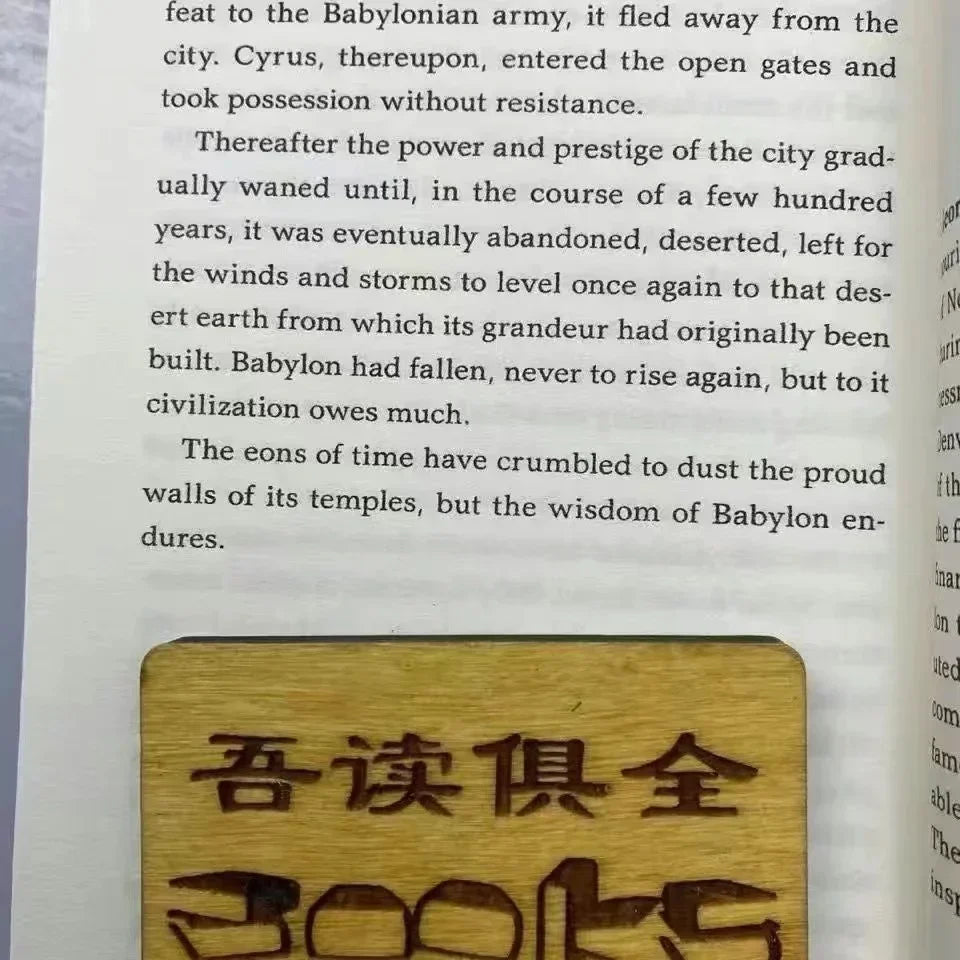 feat to the Babylonian army, it fled away from the
city. Cyrus, thereupon, entered the open gates and
took possession without resistance.
Thereafter the power and prestige of the city grad-
ually waned until, in the course of a few hundred
years, it was eventually abandoned, deserted, left for
the winds and storms to level once again to that des-
ert earth from which its grandeur had originally been
built. Babylon had fallen, never to rise again, but to it
civilization owes much.
The eons of time have crumbled to dust the proud
walls of its temples, but the wisdom of Babylon en-
dures.
吾读俱全